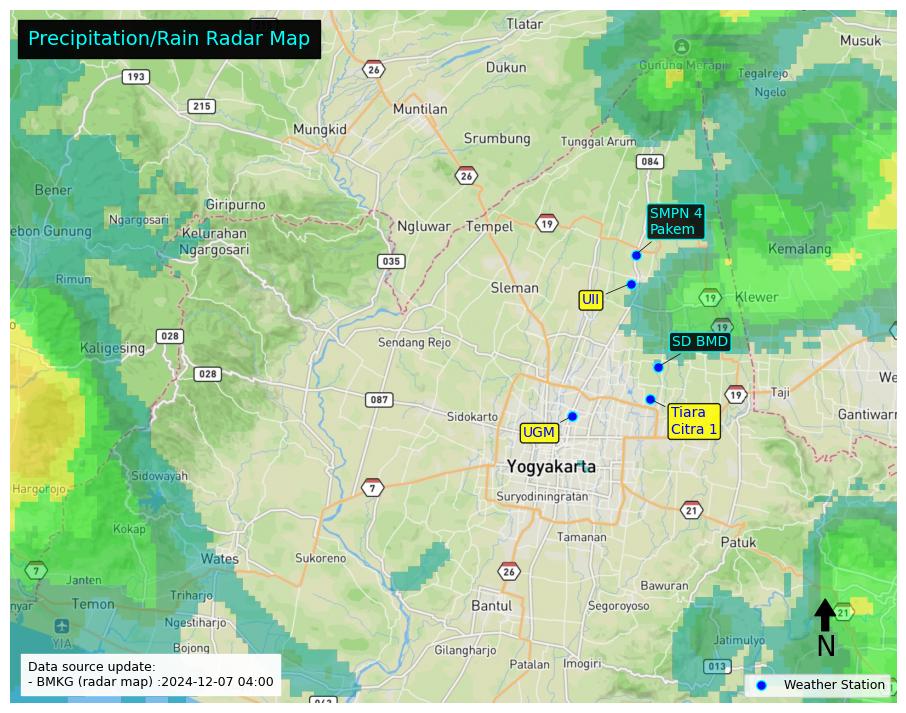 Precipitation/Rain Radar Map
Tlatar
Musuk
26
Gunung Merapi
Tegalrejo
193
Dukun
Ngelo
215
Muntilan
Mungkid
Srumbung
Tunggal Arum
084
26
Bener
Giripurno
Ngargosari
SMPN 4
Pakem
ebon Gunung
Kelurahan
Ngargosari
Ngluwar
Tempel
19
Kemalang
035
Rimun
Sleman
UII
19
Klewer
19
028
Kaligesing
Sendang Rejo
SD BMD
028
We
087
19
Taji
Sidokarto
Tiara
Citra 1
Gantiwarn
UGM
Yogyakarta
Sidowayah
Hargorojo
7
Suryodiningratan
21
Kokap
Tamanan
Patuk
Wates
Sukoreno
7
Janten
26
Bawuran
nyar
Temon
Triharjo
Bantul
Segoroyoso
21
Ngestiharjo
YIA
Jatimulyo
N
Bojong
Gilangharjo
Patalan
Imogiri
013
Data source update:
- BMKG (radar map) :2024-12-07 04:00
Weather Station